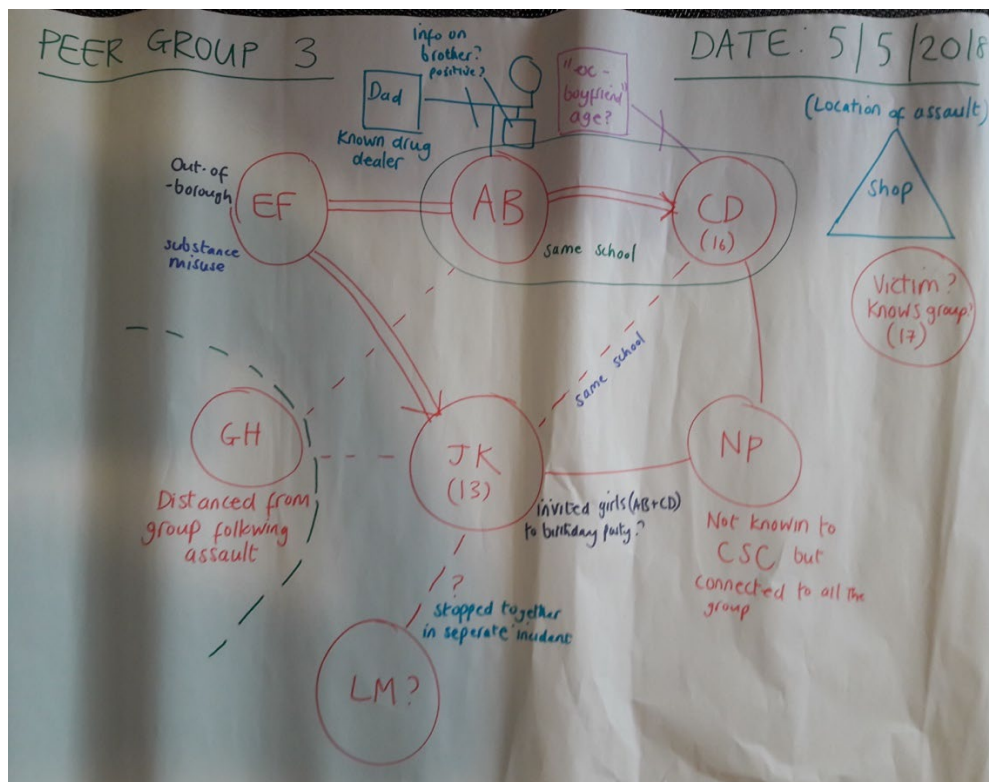 PEER GROUP 3
DATE: 5/5/2018
Info on
brother?
positive?
Dad
Known drug
dealer
"ex-
boyfriend"
age?
(Location of assault)
Shop
Out-of
-borough
EF
substance
misuse
AB
CD
(16)
same school
Victim?
Knows group?
(17)
same school
GH
Distanced from
group following
assault
JK
(13)
NP
invited girls (AB+CD)
to birthday party?
Not known to
CSC but
connected to all the
group
?
stopped together
in seperate incident
LM?